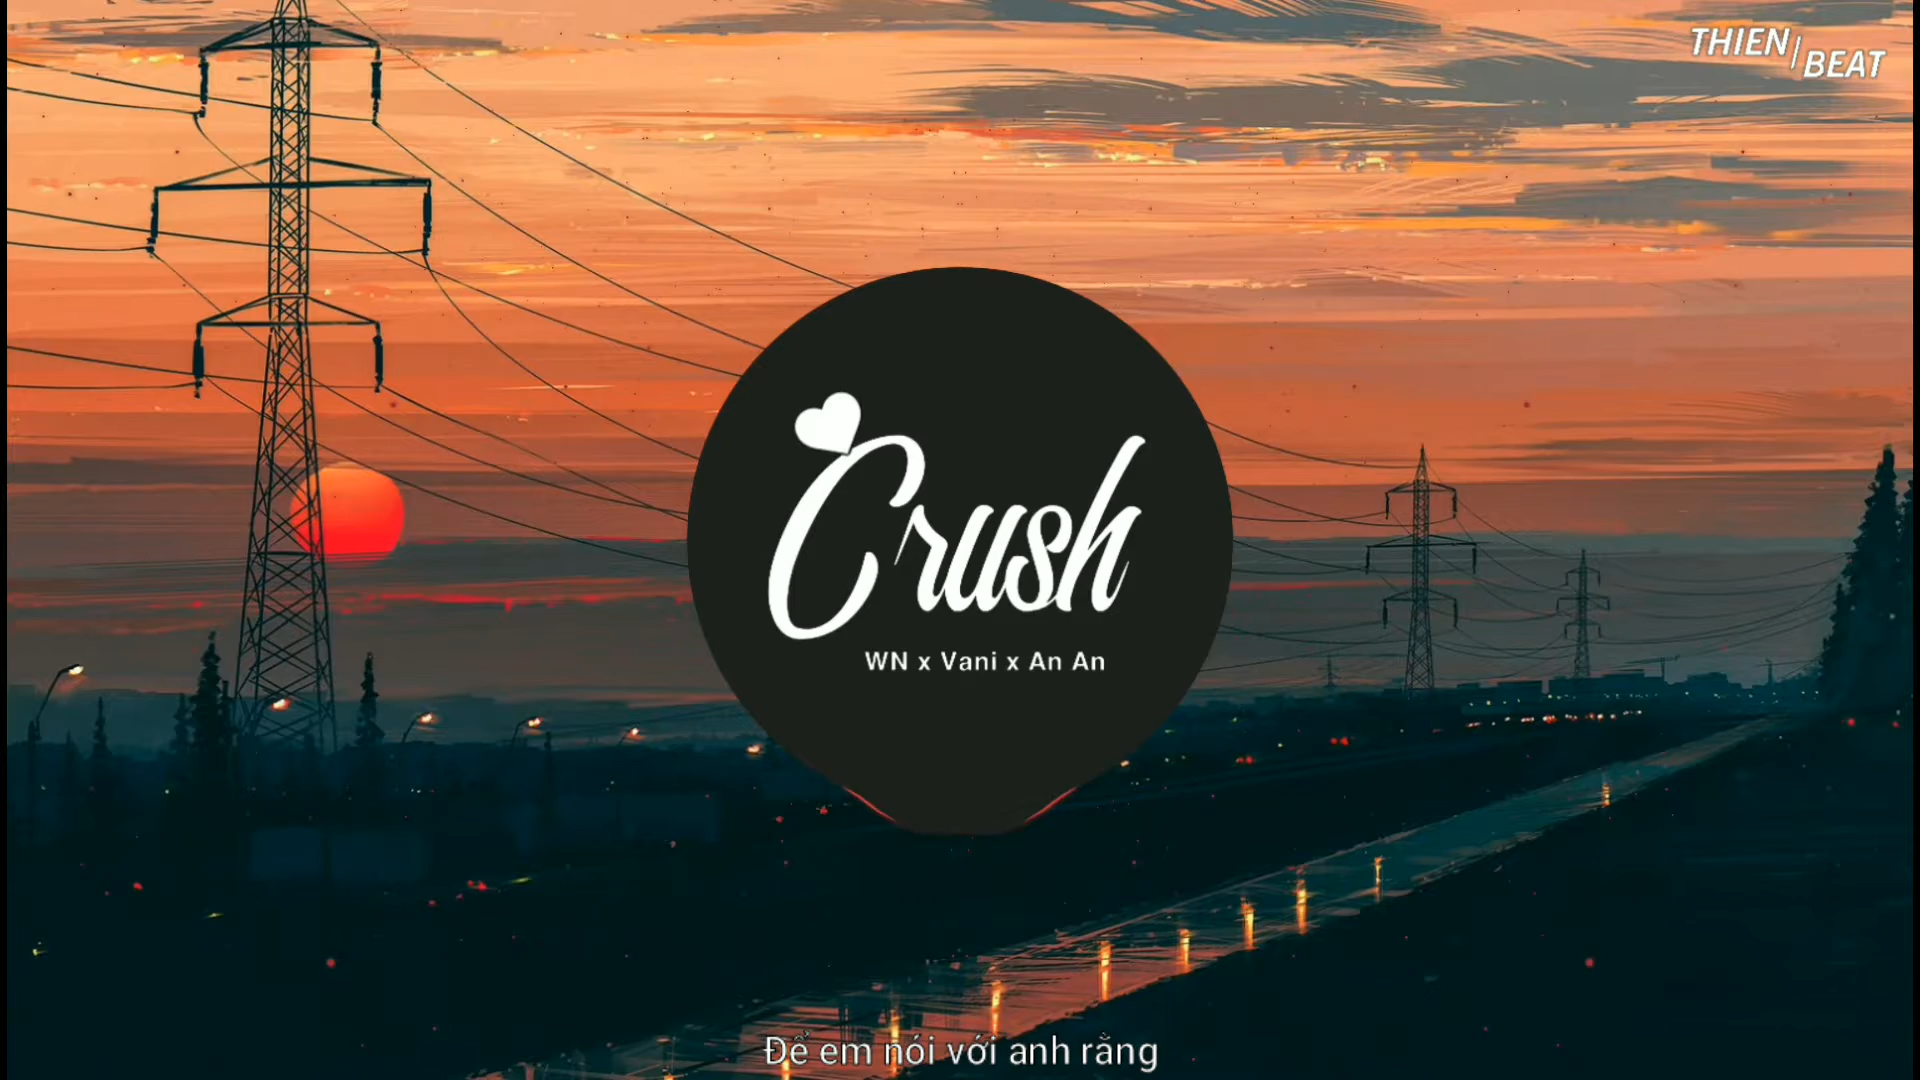 THIEN/
BEAT
Crush
WN x Vani x An An
Để em nói với anh rằng